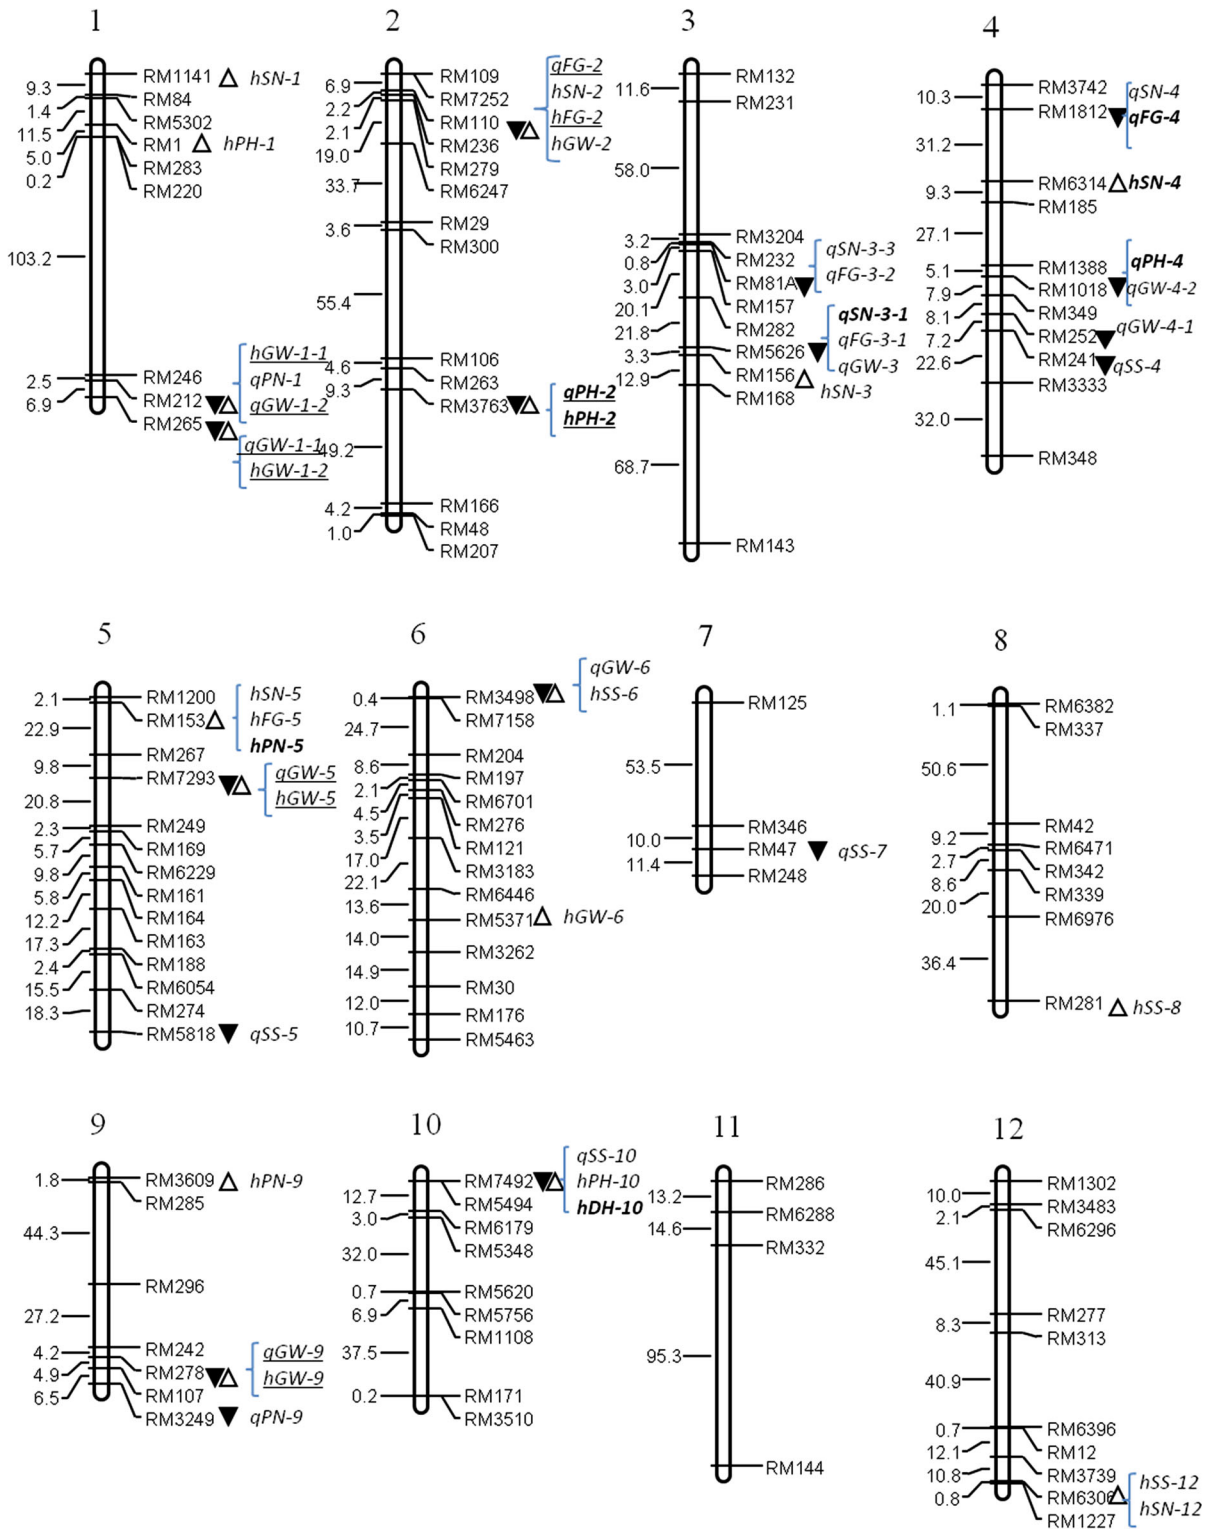 1
9.3
1.4
11.5
5.0
0.2
103.2
2.5
6.9
RM1141 hSN-1
RM84
RM5302
RM1 hPH-1
RM283
RM220
RM246
RM212
RM265
hGW-1-1
qPN-1
qGW-1-2
qGW-1-1
hGW-1-2
2
6.9
2.2
2.1
19.0
33.7
3.6
55.4
4.6
9.3
49.2
4.2
1.0
RM109
RM7252
RM110
RM236
RM279
RM6247
RM29
RM300
RM106
RM263
RM3763
RM166
RM48
RM207
qFG-2
hSN-2
hFG-2
hGW-2
qPH-2
hPH-2
3
11.6
58.0
3.2
0.8
3.0
20.1
21.8
3.3
12.9
68.7
RM132
RM231
RM3204
RM232
RM81A
RM157
RM282
RM5626
RM156
RM168
RM143
qSN-3-3
qFG-3-2
qSN-3-1
qFG-3-1
qGW-3
hSN-3
4
10.3
31.2
9.3
27.1
5.1
7.9
8.1
7.2
22.6
32.0
RM3742
RM1812
RM6314
RM185
RM1388
RM1018
RM349
RM252
RM241
RM3333
RM348
qSN-4
qFG-4
hSN-4
qPH-4
qGW-4-2
qGW-4-1
qSS-4
5
2.1
22.9
9.8
20.8
2.3
5.7
9.8
5.8
12.2
17.3
2.4
15.5
18.3
RM1200
RM153
RM267
RM7293
RM249
RM169
RM6229
RM161
RM164
RM163
RM188
RM6054
RM274
RM5818
hSN-5
hFG-5
hPN-5
qGW-5
hGW-5
qSS-5
6
0.4
24.7
8.6
2.1
4.5
3.5
17.0
22.1
13.6
14.0
14.9
12.0
10.7
RM3498
RM7158
RM204
RM197
RM6701
RM276
RM121
RM3183
RM6446
RM5371
RM3262
RM30
RM176
RM5463
qGW-6
hSS-6
hGW-6
7
53.5
10.0
11.4
RM125
RM346
RM47
RM248
qSS-7
8
1.1
50.6
9.2
2.7
8.6
20.0
36.4
RM6382
RM337
RM42
RM6471
RM342
RM339
RM6976
RM281
hSS-8
9
1.8
44.3
27.2
4.2
4.9
6.5
RM3609
RM285
RM296
RM242
RM278
RM107
RM3249
hPN-9
qGW-9
hGW-9
qPN-9
10
12.7
3.0
32.0
0.7
6.9
37.5
0.2
RM7492
RM5494
RM6179
RM5348
RM5620
RM5756
RM1108
RM171
RM3510
qSS-10
hPH-10
hDH-10
11
13.2
14.6
95.3
RM286
RM6288
RM332
RM144
12
10.0
2.1
45.1
8.3
40.9
0.7
12.1
10.8
0.8
RM1302
RM3483
RM6296
RM277
RM313
RM6396
RM12
RM3739
RM6306
RM1227
hSS-12
hSN-12